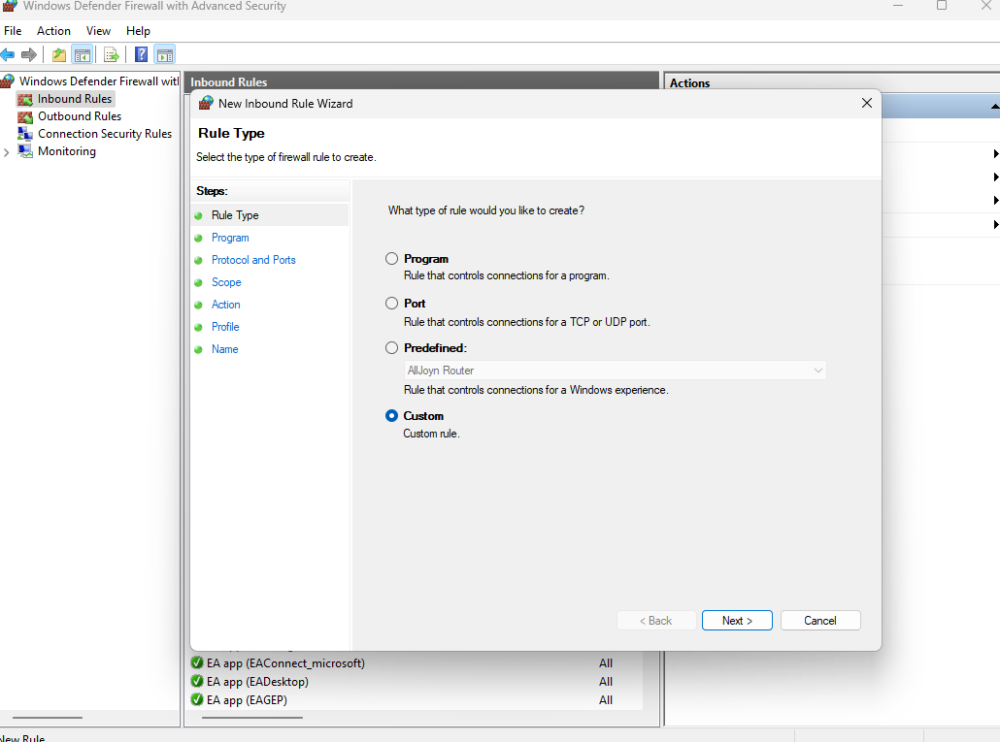 Windows Defender Firewall with Advanced Security
File Action View Help
Windows Defender Firewall with
Inbound Rules
Outbound Rules
Connection Security Rules
Monitoring
Inbound Rules
Actions
New Inbound Rule Wizard
Rule Type
Select the type of firewall rule to create.
Steps:
Rule Type
Program
Protocol and Ports
Scope
Action
Profile
Name
What type of rule would you like to create?
Program
Rule that controls connections for a program.
Port
Rule that controls connections for a TCP or UDP port.
Predefined:
AllJoyn Router
Rule that controls connections for a Windows experience.
Custom
Custom rule.
< Back Next > Cancel
EA app (EAConnect_microsoft) All
EA app (EADesktop) All
EA app (EAGEP) All
New Rule